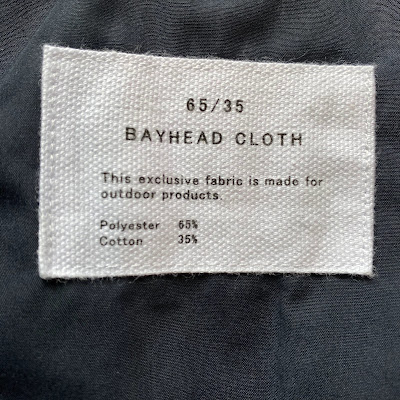 65/35
BAYHEAD CLOTH
This exclusive fabric is made for
outdoor products.
Polyester 65%
Cotton 35%